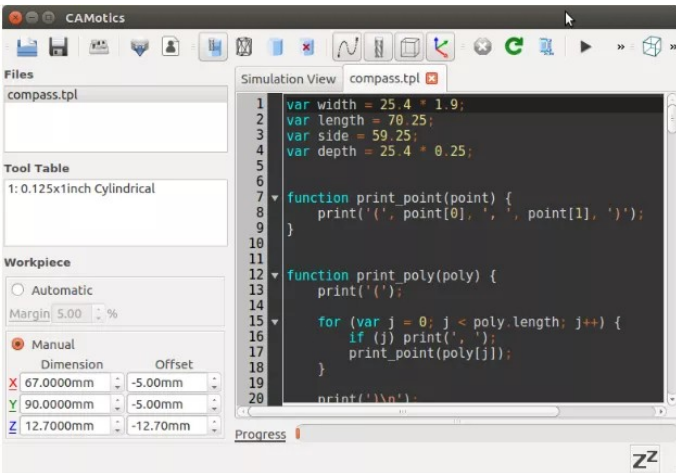 CAMotics
»
»
Files
compass.tpl
Tool Table
1: 0.125x1inch Cylindrical
Workpiece
Automatic
Margin 5.00 %
Manual
Dimension Offset
X 67.0000mm -5.00mm
Y 90.0000mm -5.00mm
Z 12.7000mm -12.70mm
Simulation View compass.tpl
1 var width = 25.4 * 1.9;
2 var length = 70.25;
3 var side = 59.25;
4 var depth = 25.4 * 0.25;
5
6
7 function print_point(point) {
8     print('(', point[0], ', ', point[1], ')');
9 }
10
11
12 function print_poly(poly) {
13     print('(');
14
15     for (var j = 0; j < poly.length; j++) {
16         if (j) print(', ');
17         print_point(poly[j]);
18     }
19
20     print(')\n');
Progress
zz